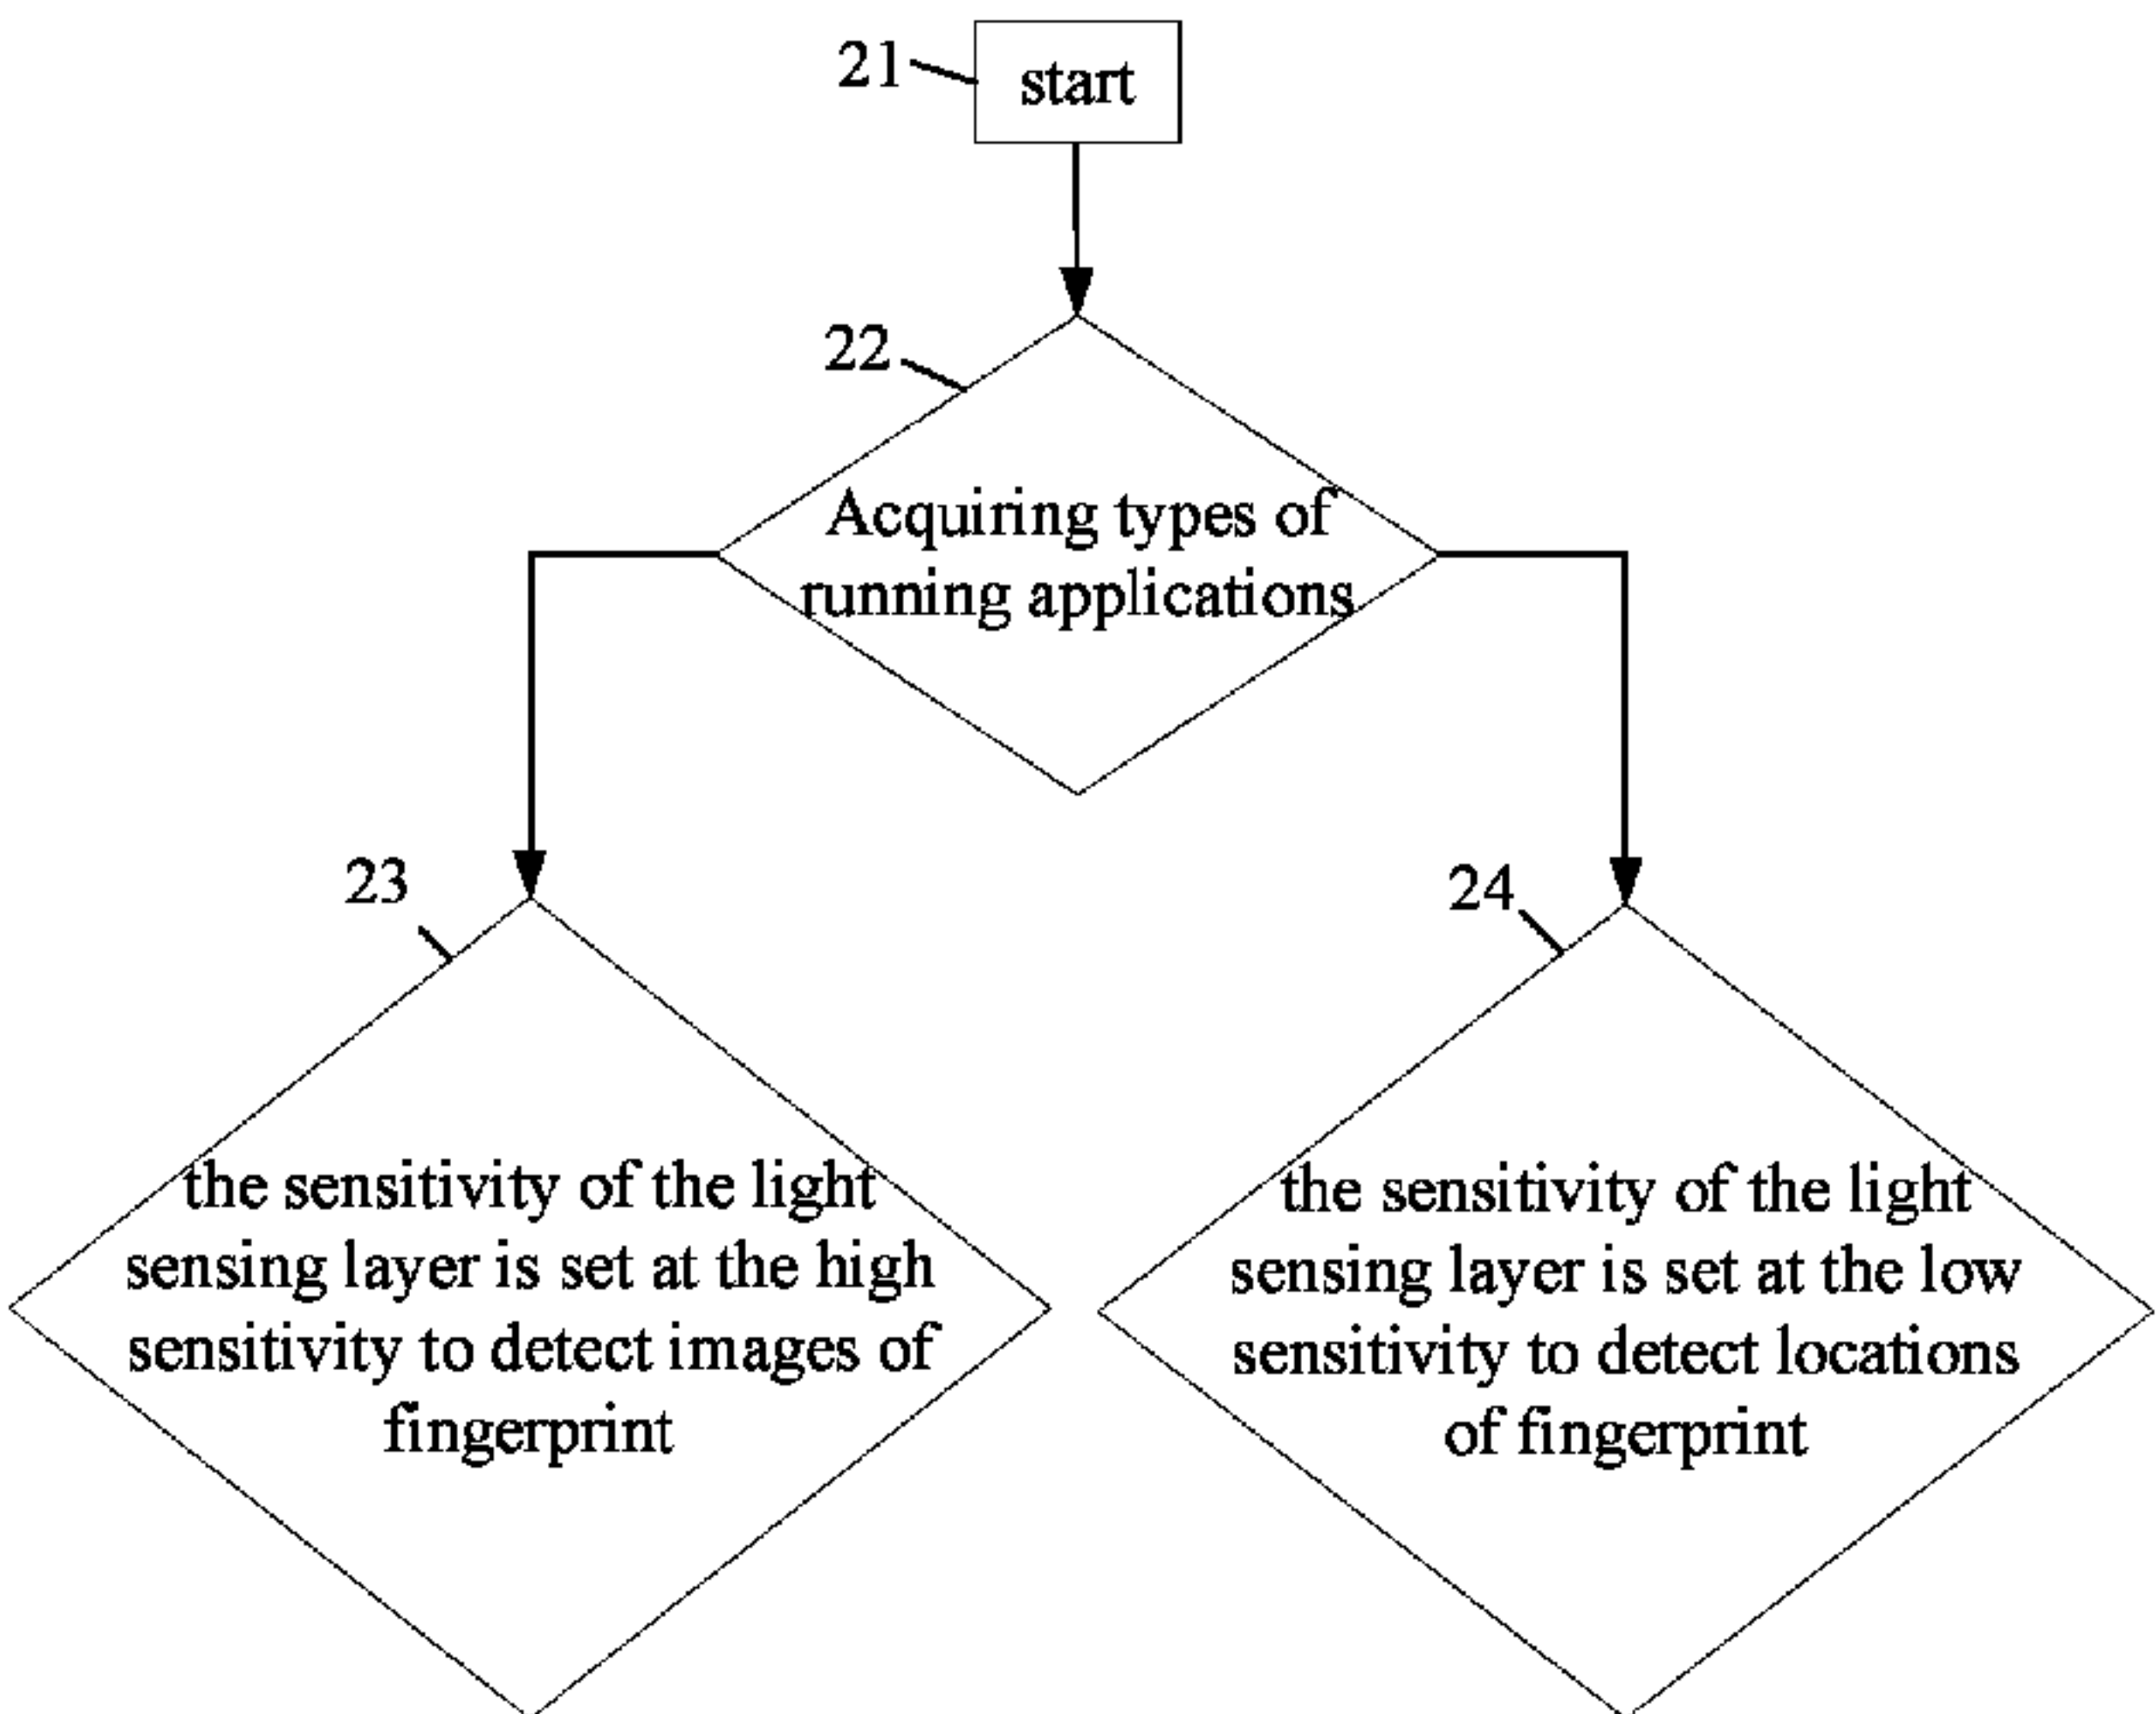 21
start
22
Acquiring types of
running applications
23
the sensitivity of the light
sensing layer is set at the high
sensitivity to detect images of
fingerprint
24
the sensitivity of the light
sensing layer is set at the low
sensitivity to detect locations
of fingerprint